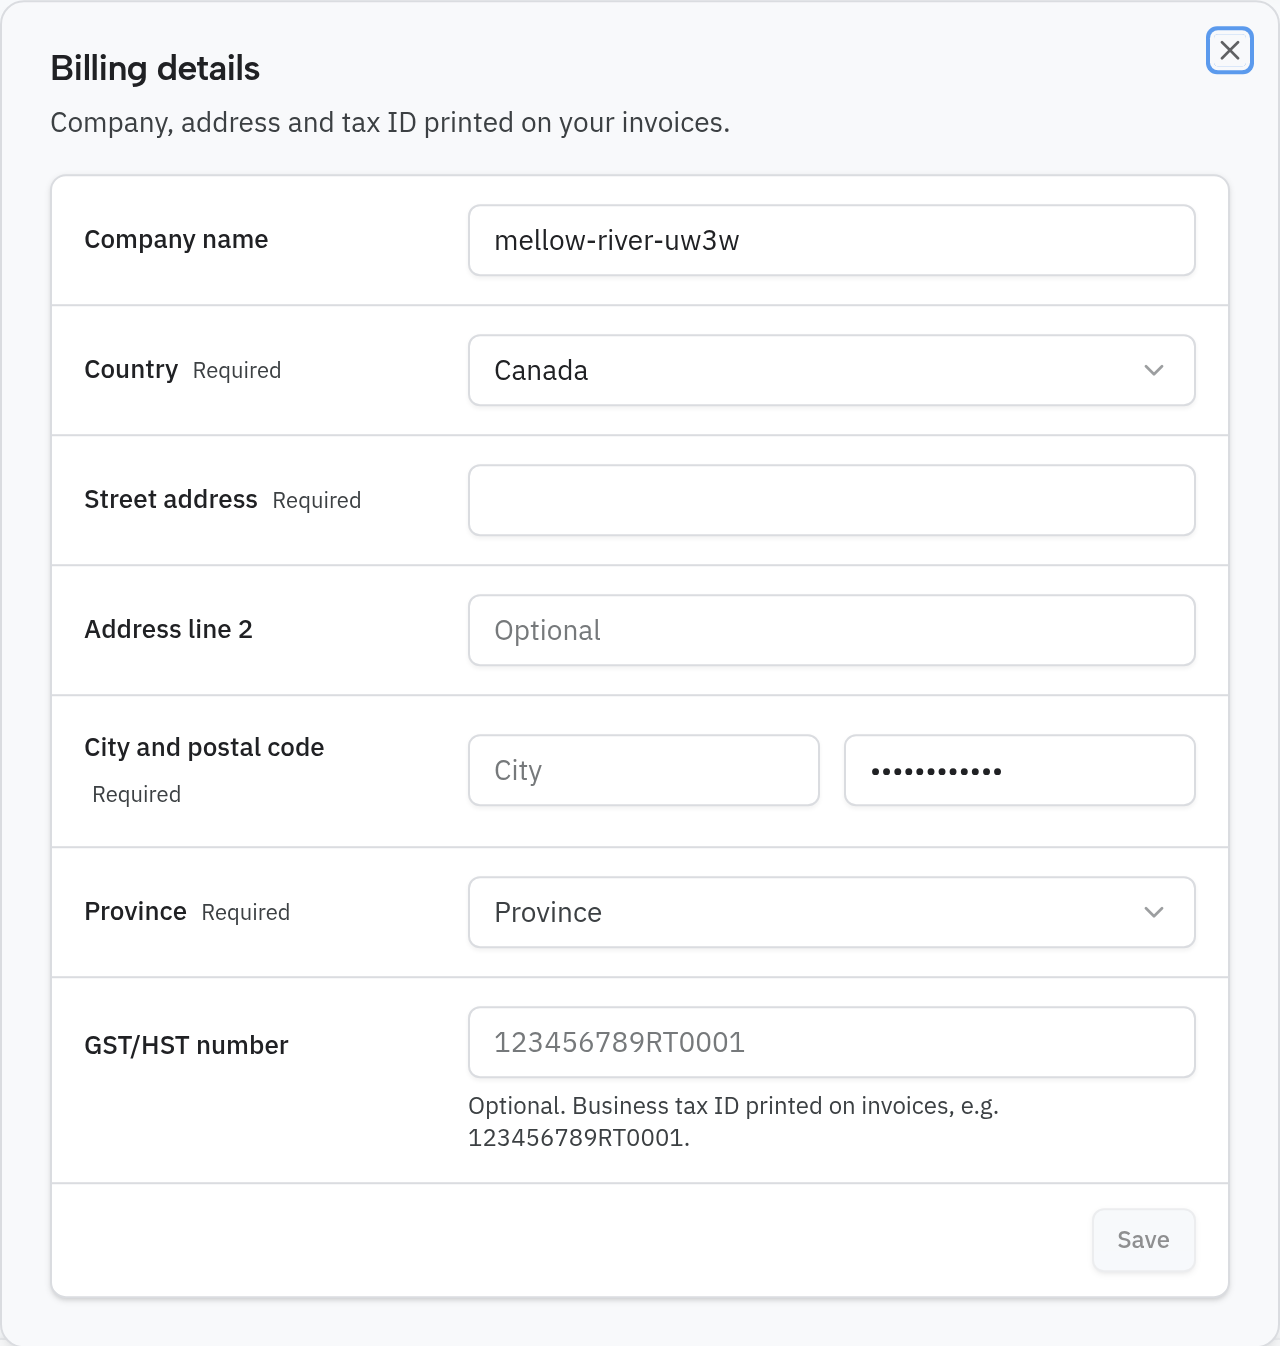 Billing details
Company, address and tax ID printed on your invoices.
Company name
mellow-river-uw3w
Country Required
Canada
Street address Required
Address line 2
Optional
City and postal code
Required
City
••••••••••••
Province Required
Province
GST/HST number
123456789RT0001
Optional. Business tax ID printed on invoices, e.g.
123456789RT0001.
Save